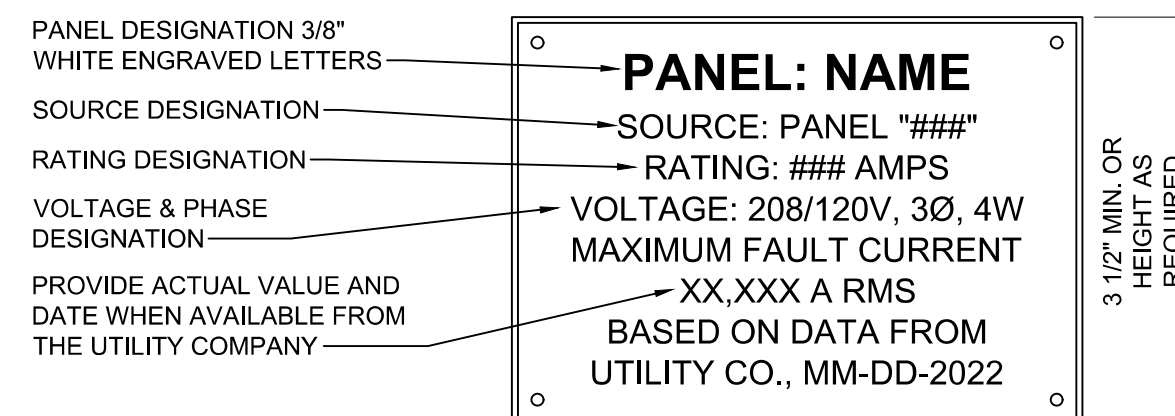 PANEL DESIGNATION 3/8"
WHITE ENGRAVED LETTERS
SOURCE DESIGNATION
RATING DESIGNATION
VOLTAGE & PHASE
DESIGNATION
PROVIDE ACTUAL VALUE AND
DATE WHEN AVAILABLE FROM
THE UTILITY COMPANY
PANEL: NAME
SOURCE: PANEL "###"
RATING: ### AMPS
VOLTAGE: 208/120V, 3Ø, 4W
MAXIMUM FAULT CURRENT
XX,XXX A RMS
BASED ON DATA FROM
UTILITY CO., MM-DD-2022
3 1/2" MIN. OR
HEIGHT AS
REQUIRED